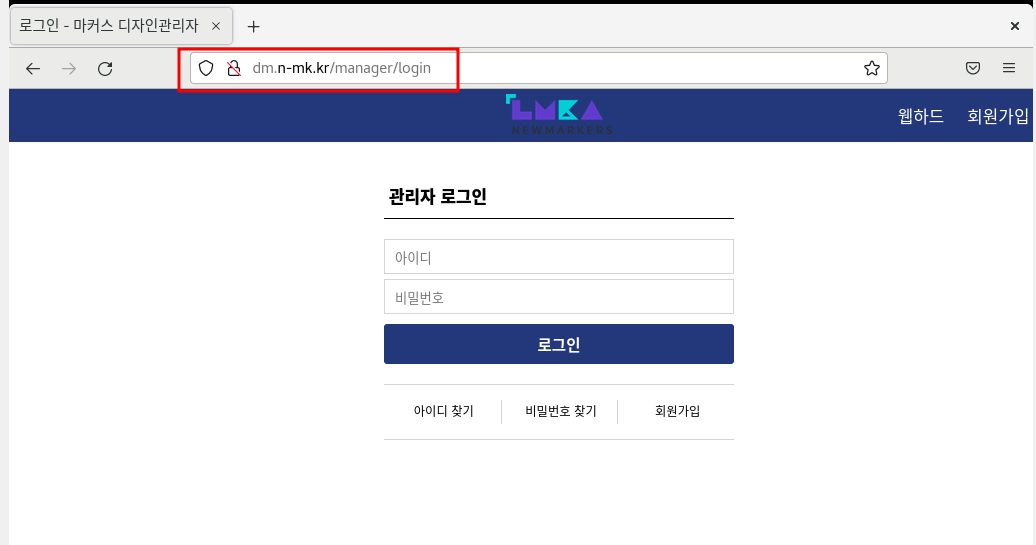 로그인 - 마커스 디자인관리자
dm.n-mk.kr/manager/login
LMKA
NEWMARKERS
웹하드 회원가입
관리자 로그인
아이디
비밀번호
로그인
아이디 찾기 비밀번호 찾기 회원가입